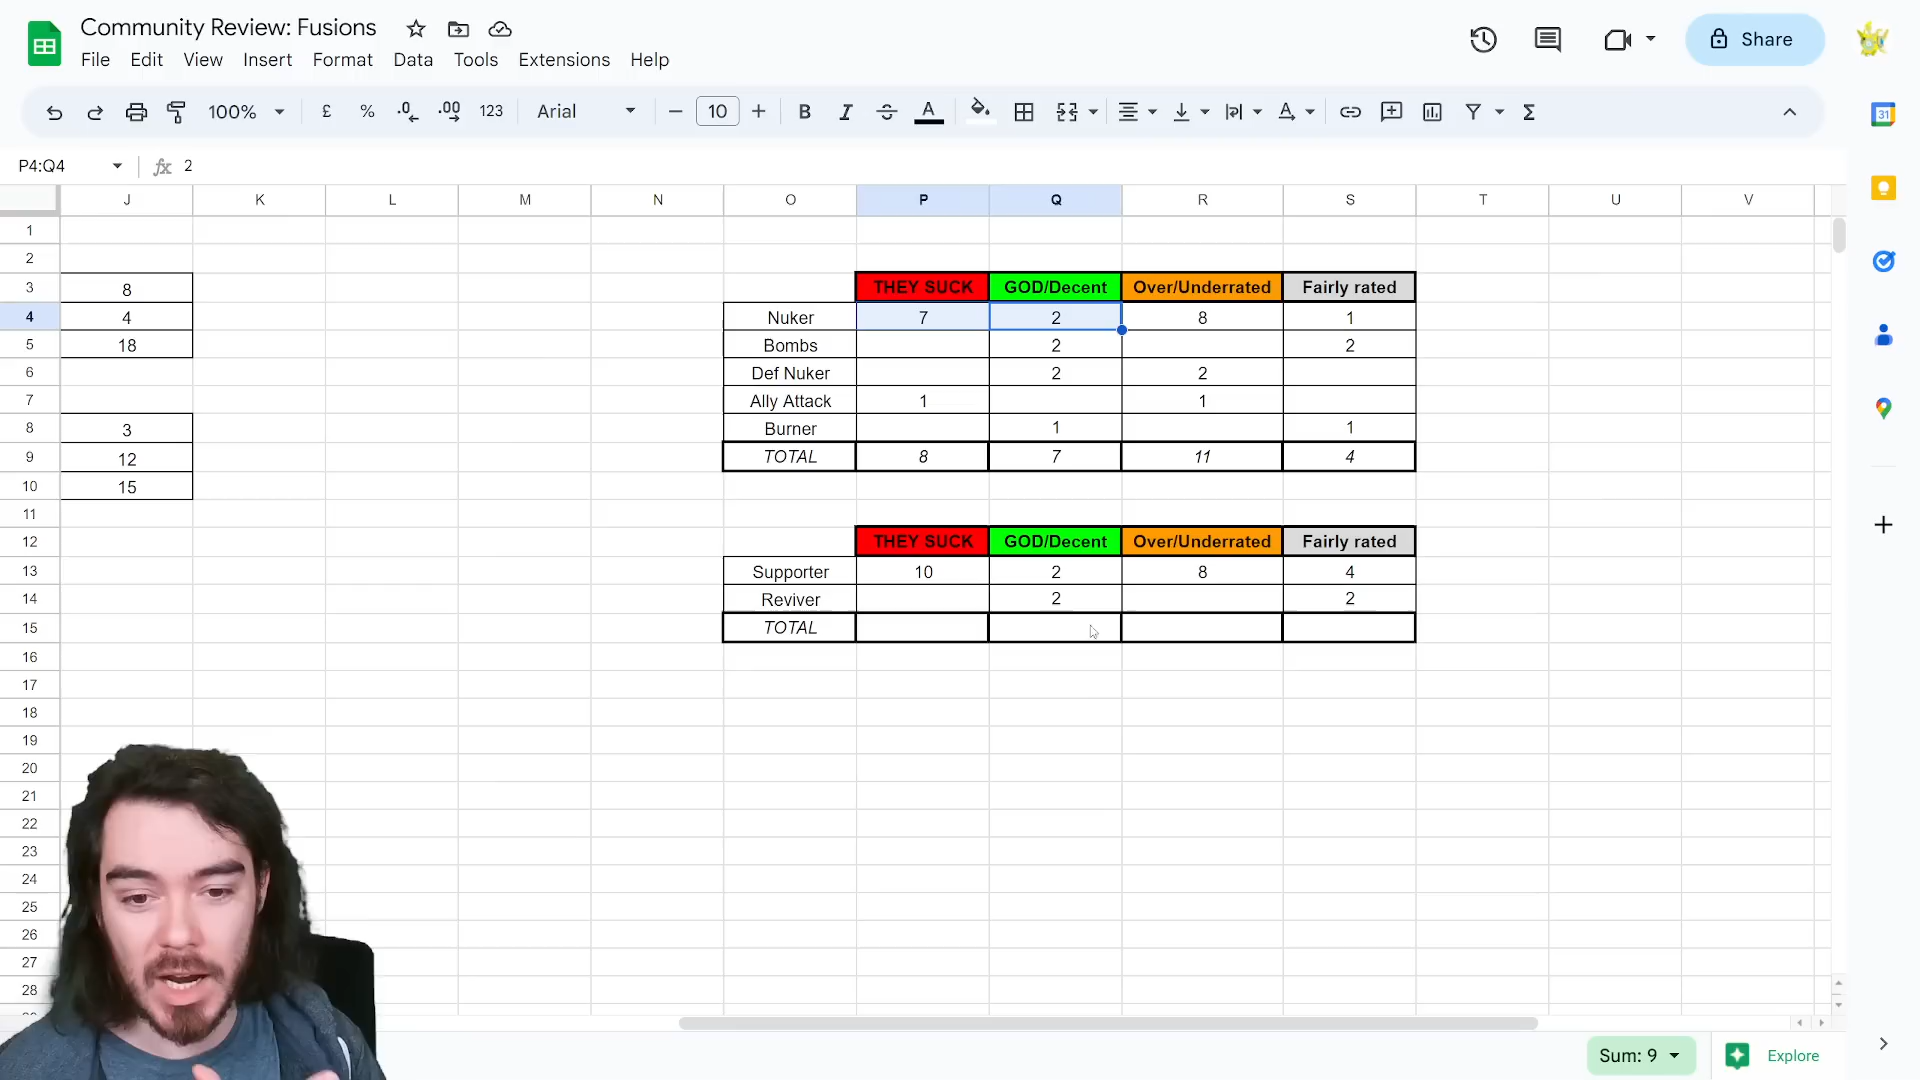 Community Review: Fusions
File Edit View Insert Format Data Tools Extensions Help
Share
100% £ % .0 .00 123 Arial 10 B I A Σ
P4:Q4 fx 2
J K L M N O P Q R S T U V
1
2
3 8 THEY SUCK GOD/Decent Over/Underrated Fairly rated
4 4 Nuker 7 2 8 1
5 18 Bombs 2 2
6 Def Nuker 2 2
7 Ally Attack 1 1
8 3 Burner 1 1
9 12 TOTAL 8 7 11 4
10 15
11
12 THEY SUCK GOD/Decent Over/Underrated Fairly rated
13 Supporter 10 2 8 4
14 Reviver 2 2
15 TOTAL
16
17
18
19
20
21
22
23
24
25
26
27
28
Sum: 9 Explore
31